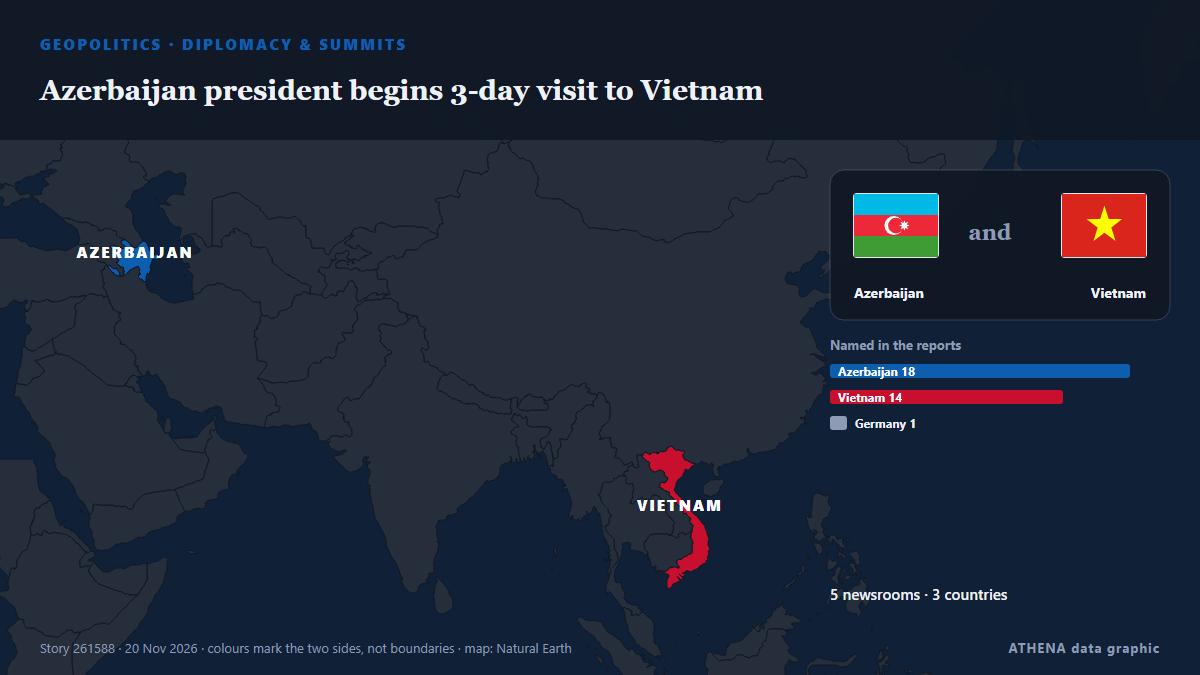 GEOPOLITICS · DIPLOMACY & SUMMITS
Azerbaijan president begins 3-day visit to Vietnam
AZERBAIJAN
VIETNAM
and
Azerbaijan
Vietnam
Named in the reports
Azerbaijan 18
Vietnam 14
Germany 1
5 newsrooms · 3 countries
Story 261588 · 20 Nov 2026 · colours mark the two sides, not boundaries · map: Natural Earth
ATHENA data graphic